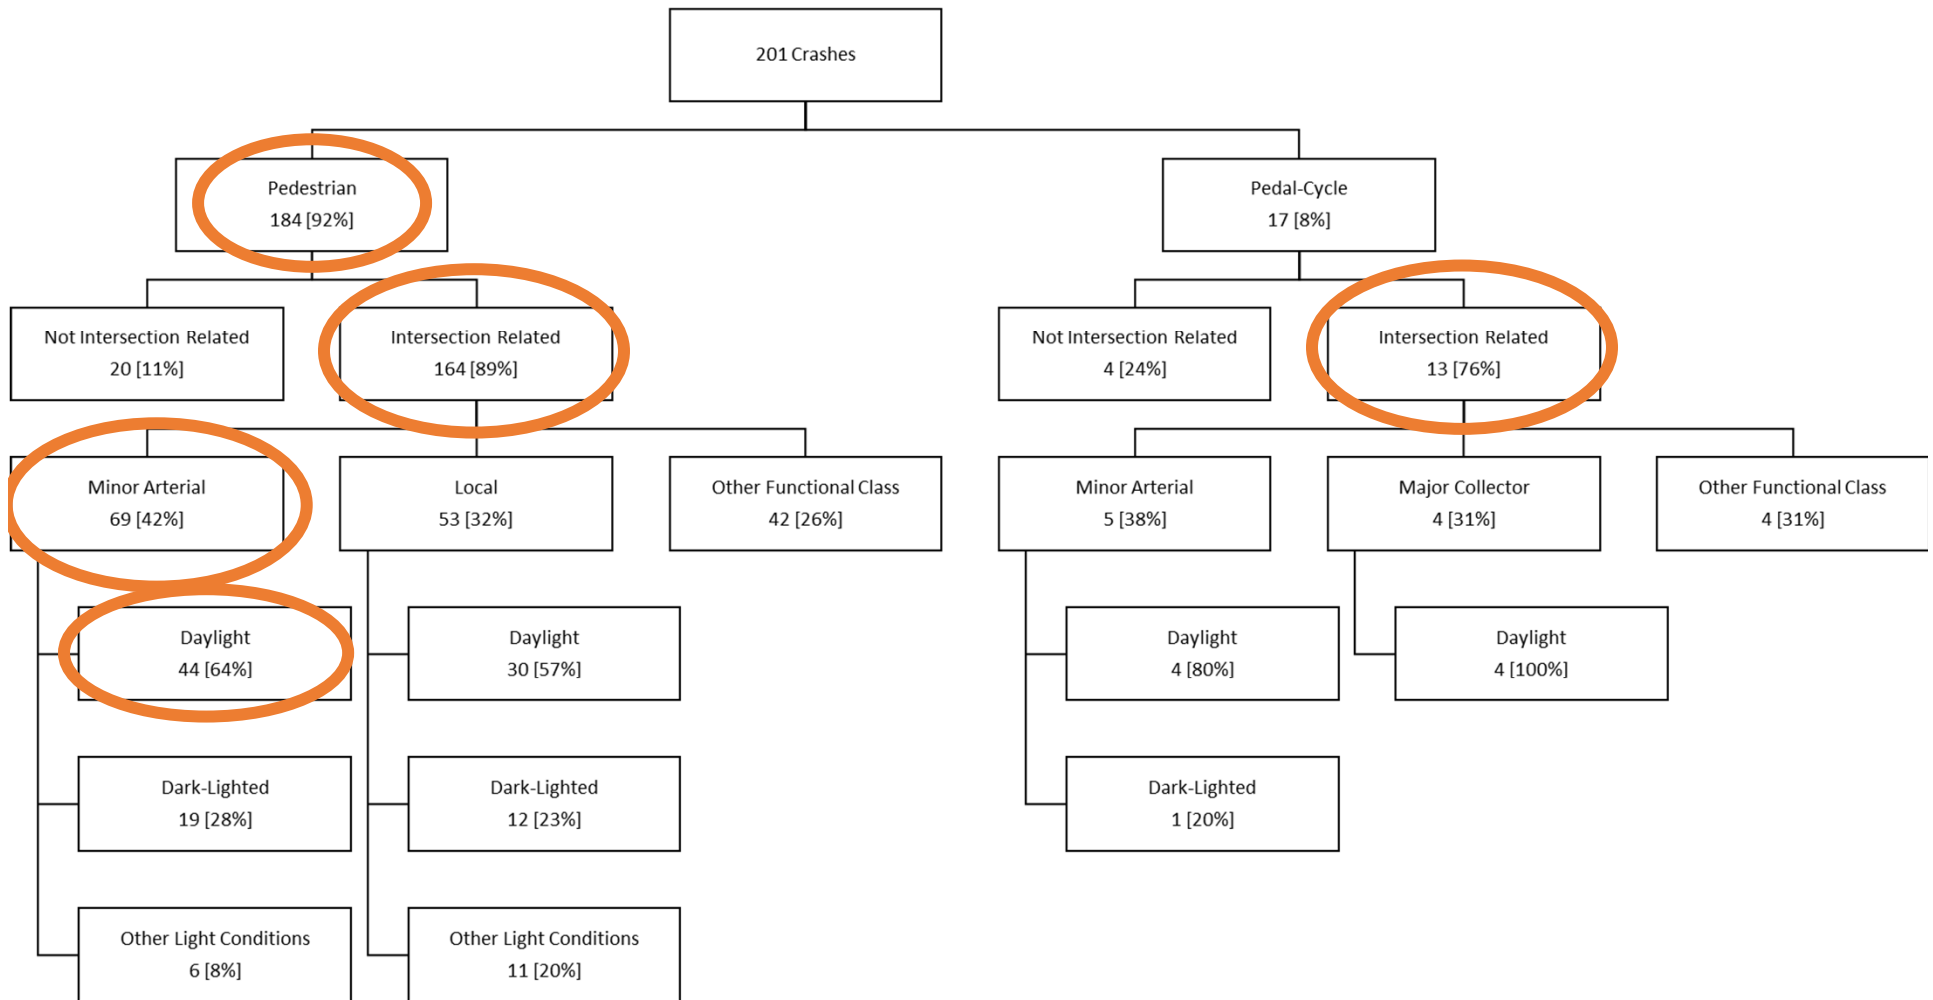 201 Crashes
Pedestrian
184 [92%]
Pedal-Cycle
17 [8%]
Not Intersection Related
20 [11%]
Intersection Related
164 [89%]
Not Intersection Related
4 [24%]
Intersection Related
13 [76%]
Minor Arterial
69 [42%]
Local
53 [32%]
Other Functional Class
42 [26%]
Minor Arterial
5 [38%]
Major Collector
4 [31%]
Other Functional Class
4 [31%]
Daylight
44 [64%]
Daylight
30 [57%]
Daylight
4 [80%]
Daylight
4 [100%]
Dark-Lighted
19 [28%]
Dark-Lighted
12 [23%]
Dark-Lighted
1 [20%]
Other Light Conditions
6 [8%]
Other Light Conditions
11 [20%]